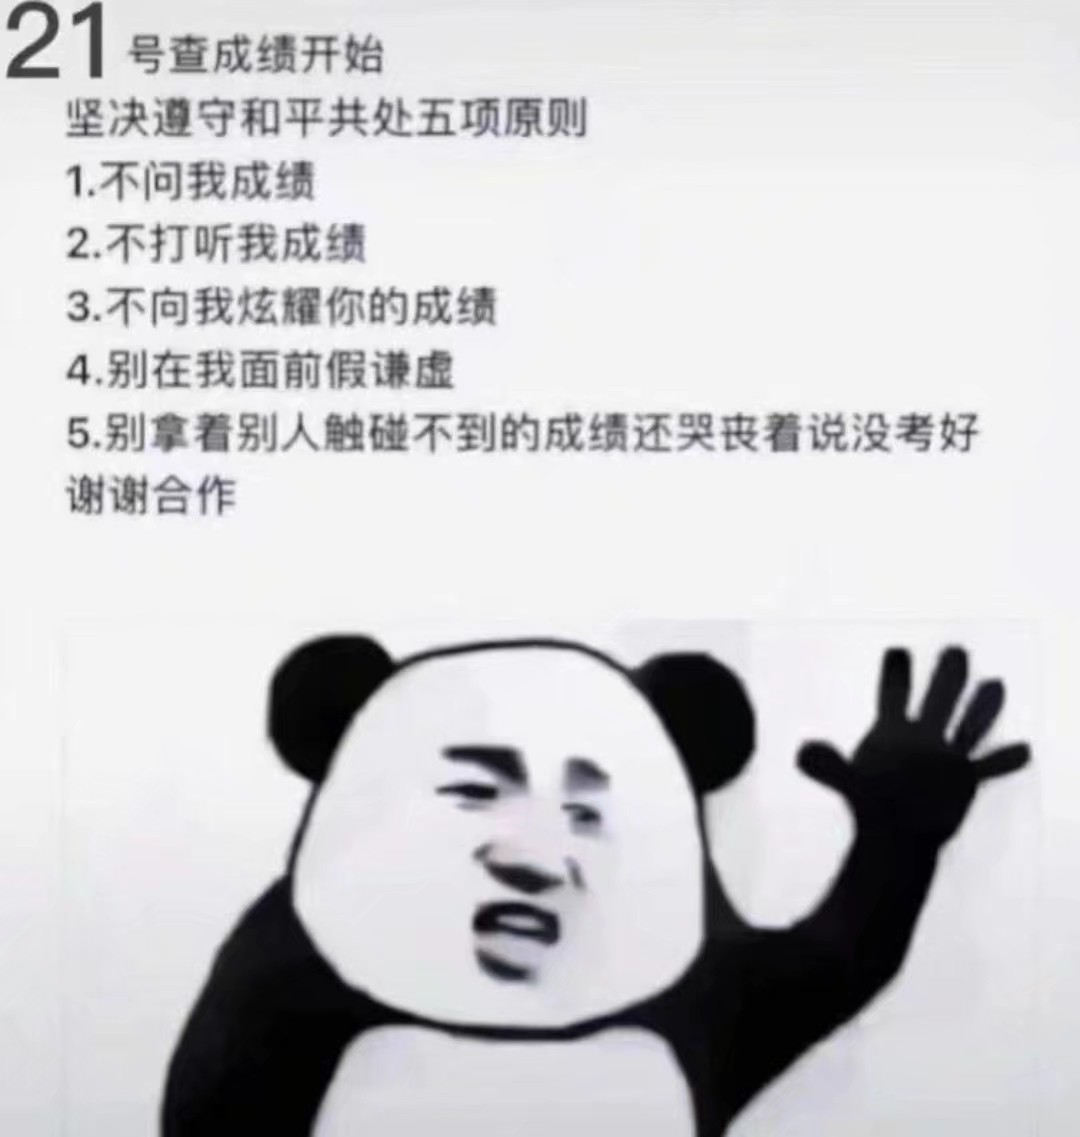 21号查成绩开始
坚决遵守和平共处五项原则
1.不问我成绩
2.不打听我成绩
3.不向我炫耀你的成绩
4.别在我面前假谦虚
5.别拿着别人触碰不到的成绩还哭丧着说没考好
谢谢合作